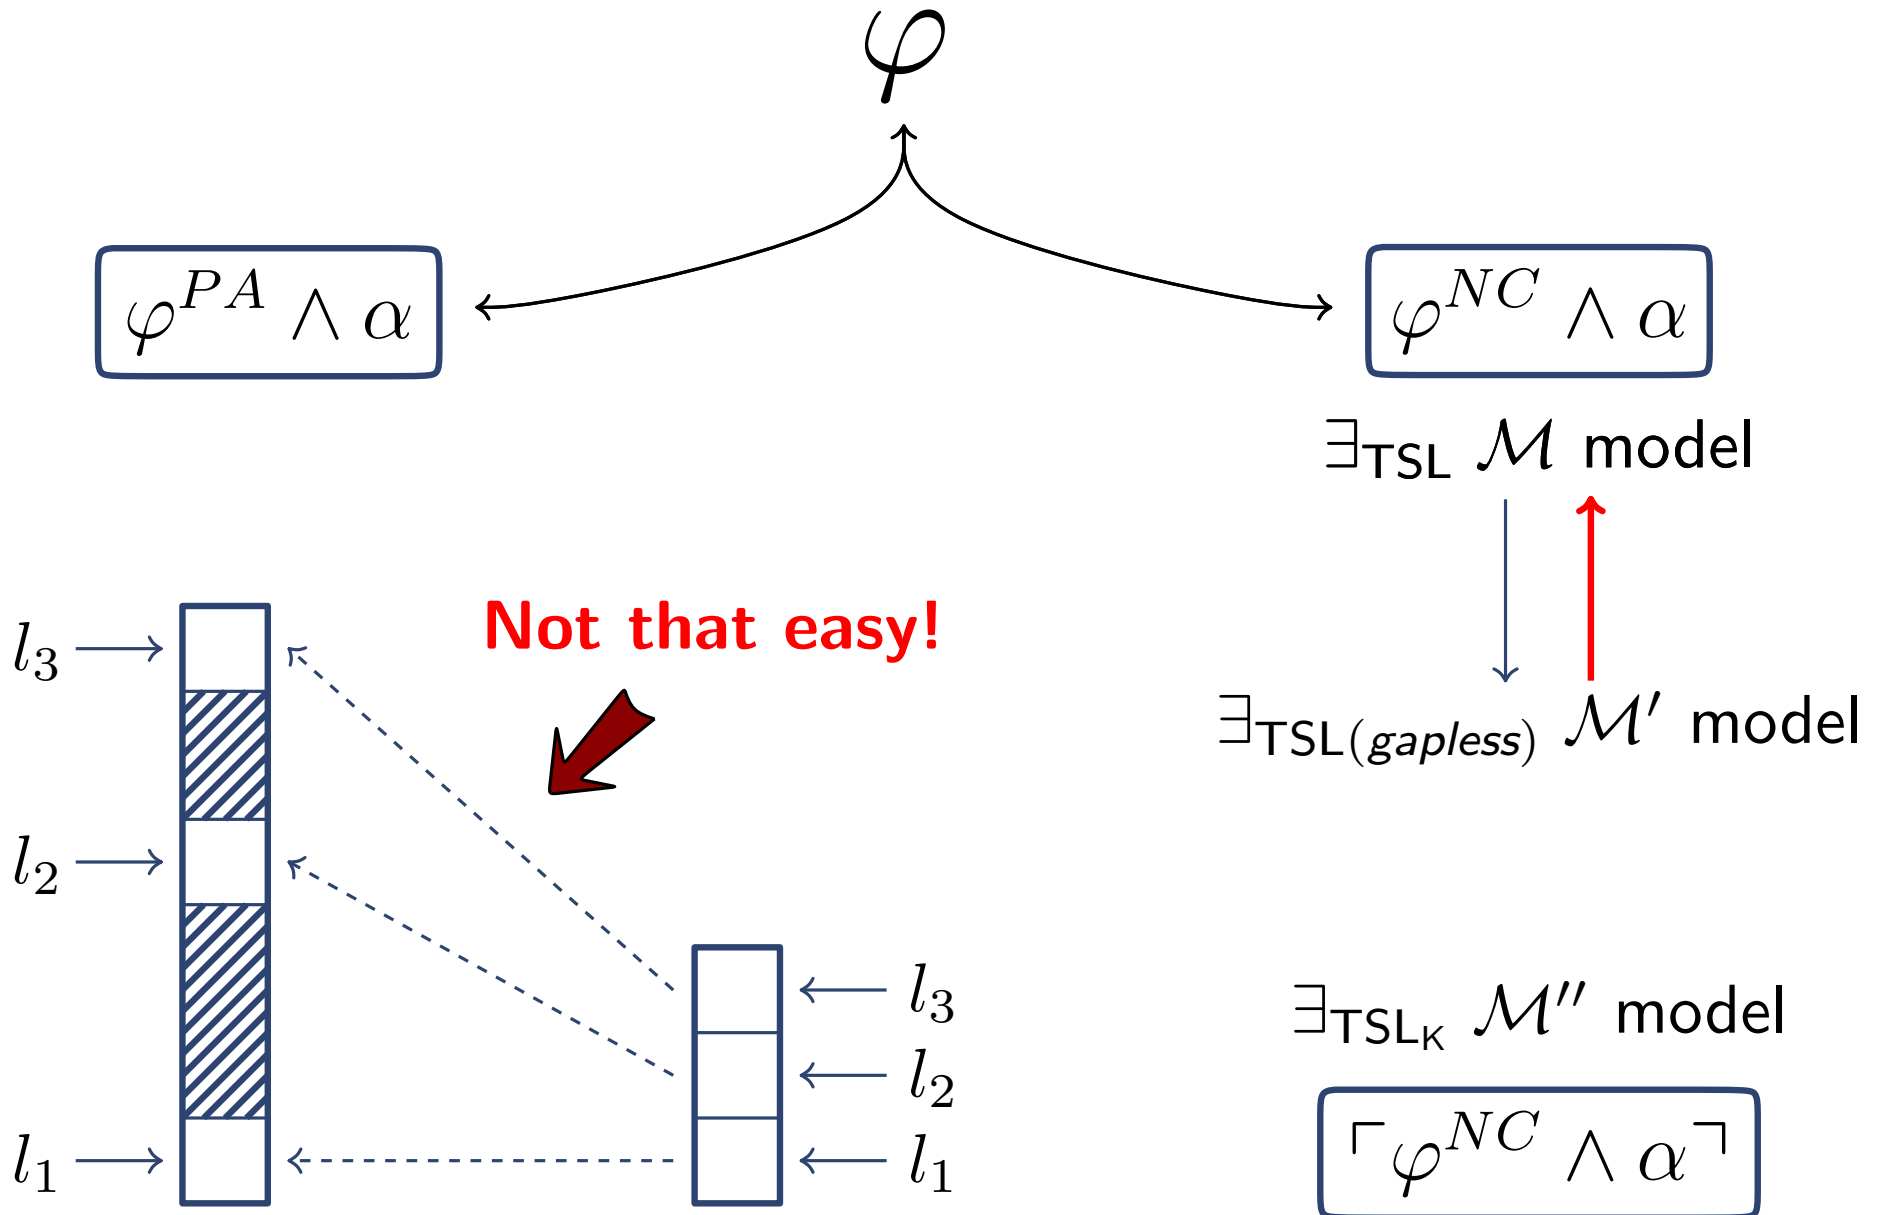 φ
φ^{PA} ∧ α
φ^{NC} ∧ α
∃_{TSL} ℳ model
Not that easy!
l_3
∃_{TSL(gapless)} ℳ′ model
l_2
l_3
∃_{TSL_K} ℳ″ model
l_2
l_1
l_1
⌜φ^{NC} ∧ α⌝